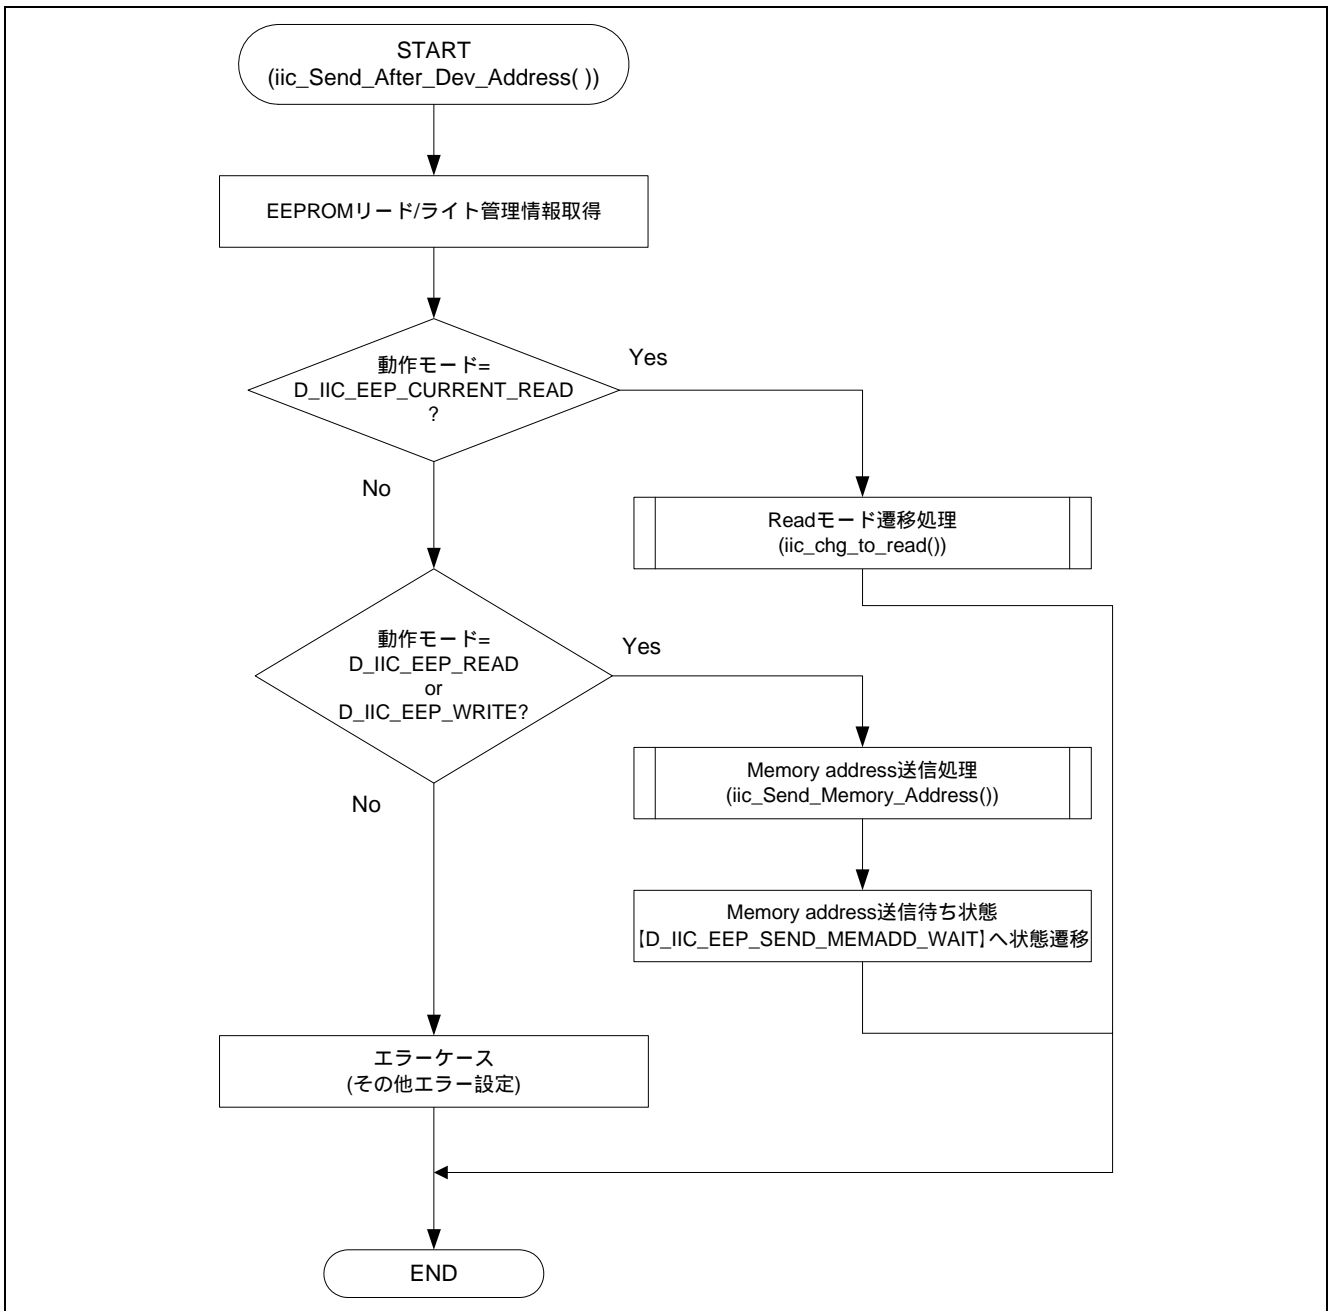 START
(iic_Send_After_Dev_Address( ))
EEPROMリード/ライト管理情報取得
動作モード=
D_IIC_EEP_CURRENT_READ
?
Yes
No
Readモード遷移処理
(iic_chg_to_read())
動作モード=
D_IIC_EEP_READ
or
D_IIC_EEP_WRITE?
Yes
No
Memory address送信処理
(iic_Send_Memory_Address())
Memory address送信待ち状態
【D_IIC_EEP_SEND_MEMADD_WAIT】へ状態遷移
エラーケース
(その他エラー設定)
END